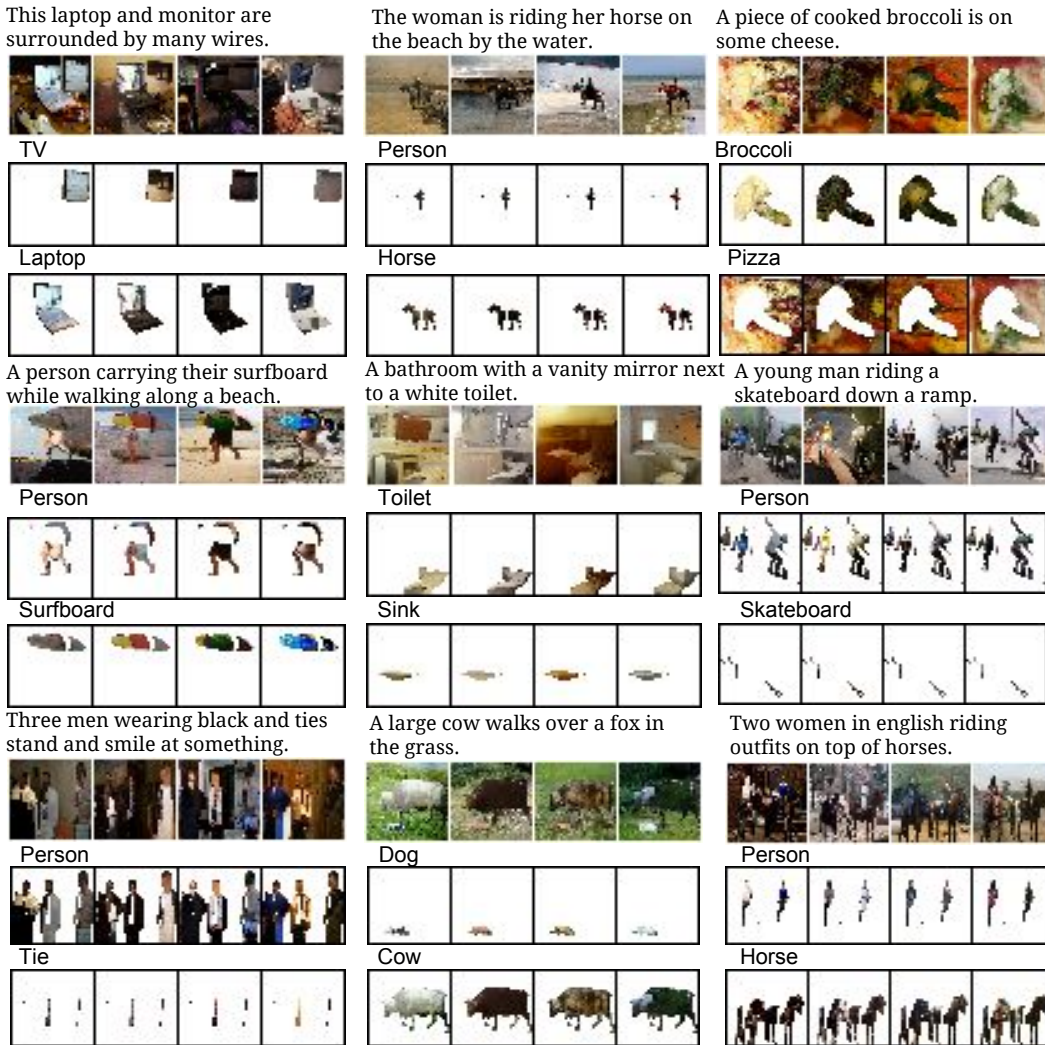 This laptop and monitor are
surrounded by many wires.
TV
Laptop
The woman is riding her horse on
the beach by the water.
Person
Horse
A piece of cooked broccoli is on
some cheese.
Broccoli
Pizza
A person carrying their surfboard
while walking along a beach.
Person
Surfboard
A bathroom with a vanity mirror next
to a white toilet.
Toilet
Sink
A young man riding a
skateboard down a ramp.
Person
Skateboard
Three men wearing black and ties
stand and smile at something.
Person
Tie
A large cow walks over a fox in
the grass.
Dog
Cow
Two women in english riding
outfits on top of horses.
Person
Horse